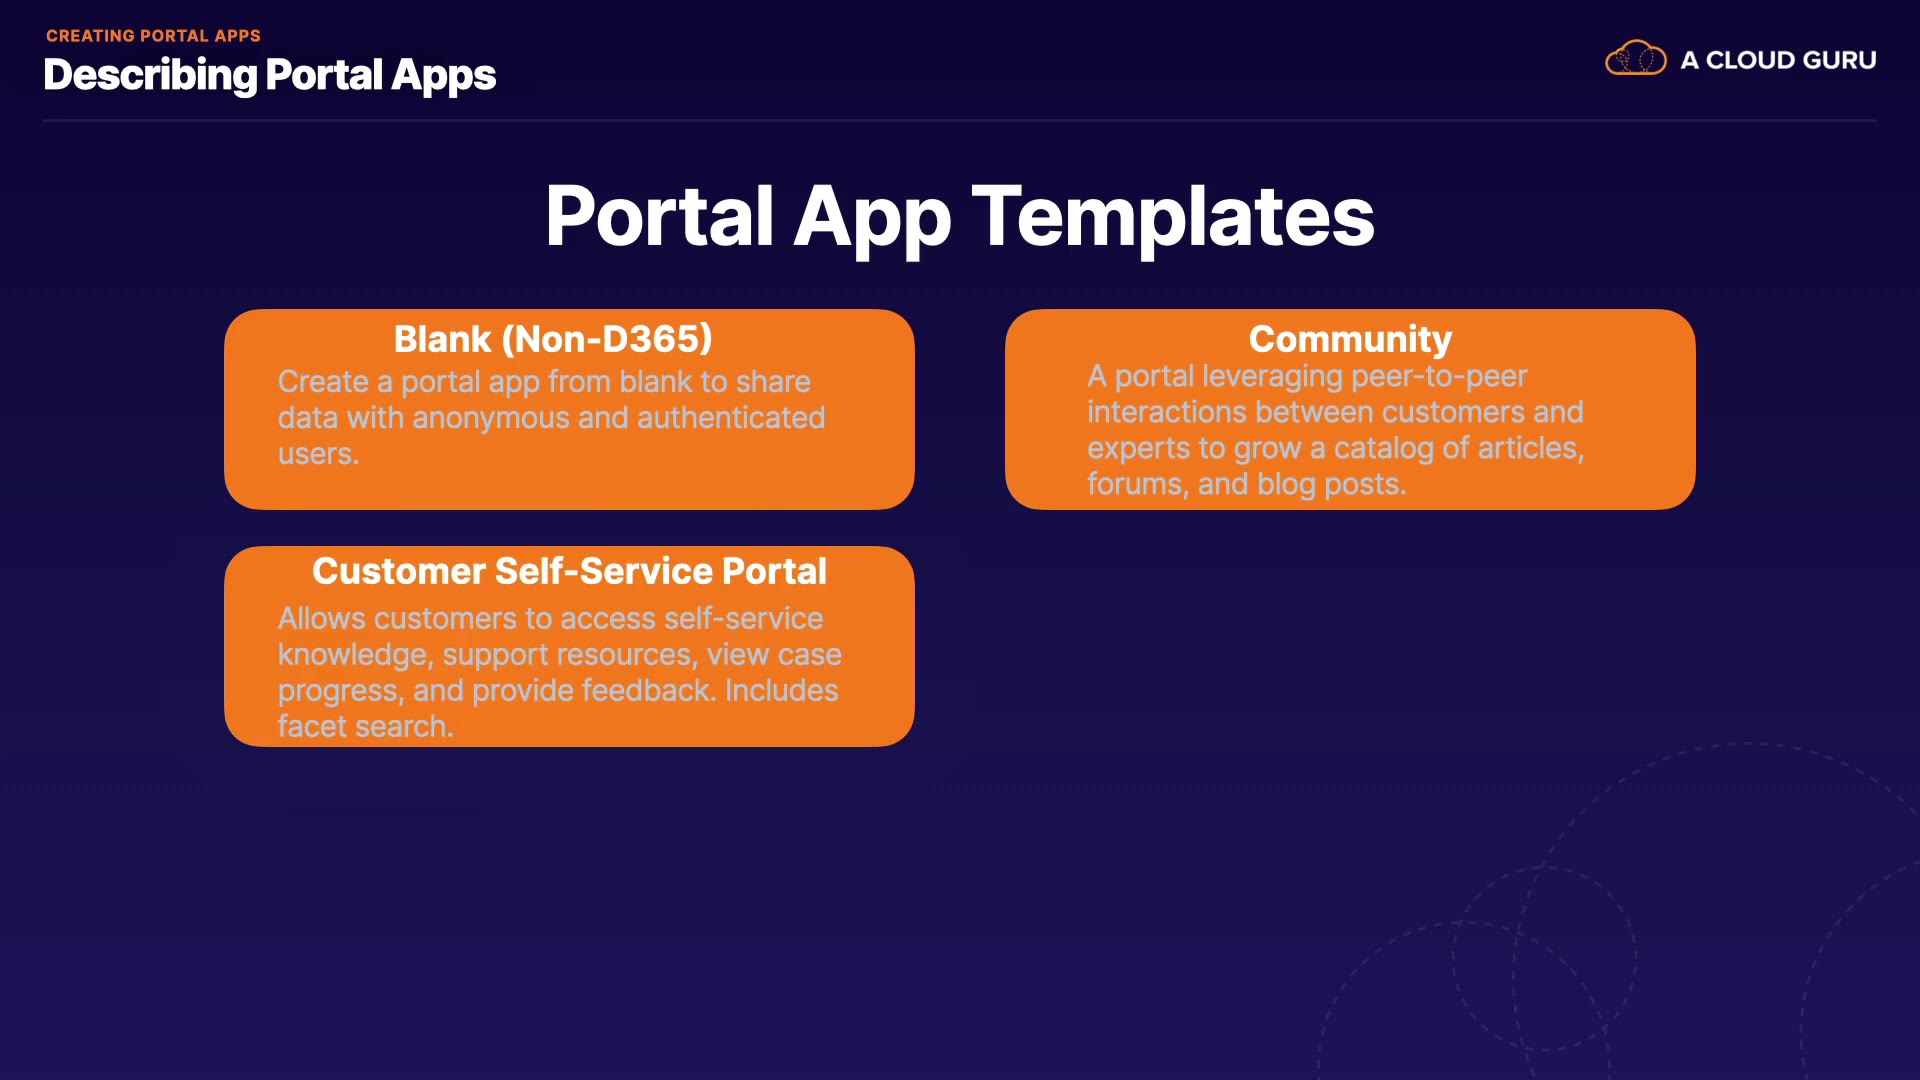 CREATING PORTAL APPS
Describing Portal Apps
A CLOUD GURU
Portal App Templates
Blank (Non-D365)
Create a portal app from blank to share
data with anonymous and authenticated
users.
Community
A portal leveraging peer-to-peer
interactions between customers and
experts to grow a catalog of articles,
forums, and blog posts.
Customer Self-Service Portal
Allows customers to access self-service
knowledge, support resources, view case
progress, and provide feedback. Includes
facet search.